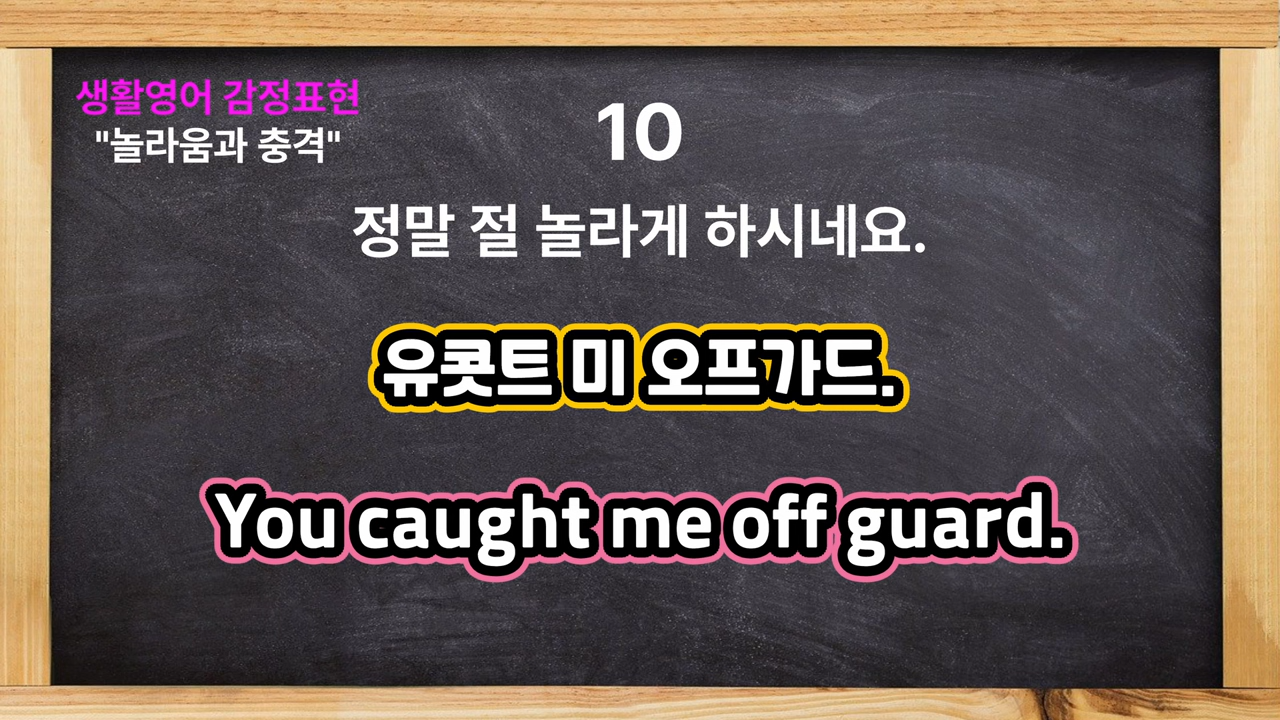 생활영어 감정표현
"놀라움과 충격"
10
정말 절 놀라게 하시네요.
유콧트 미 오프가드.
You caught me off guard.